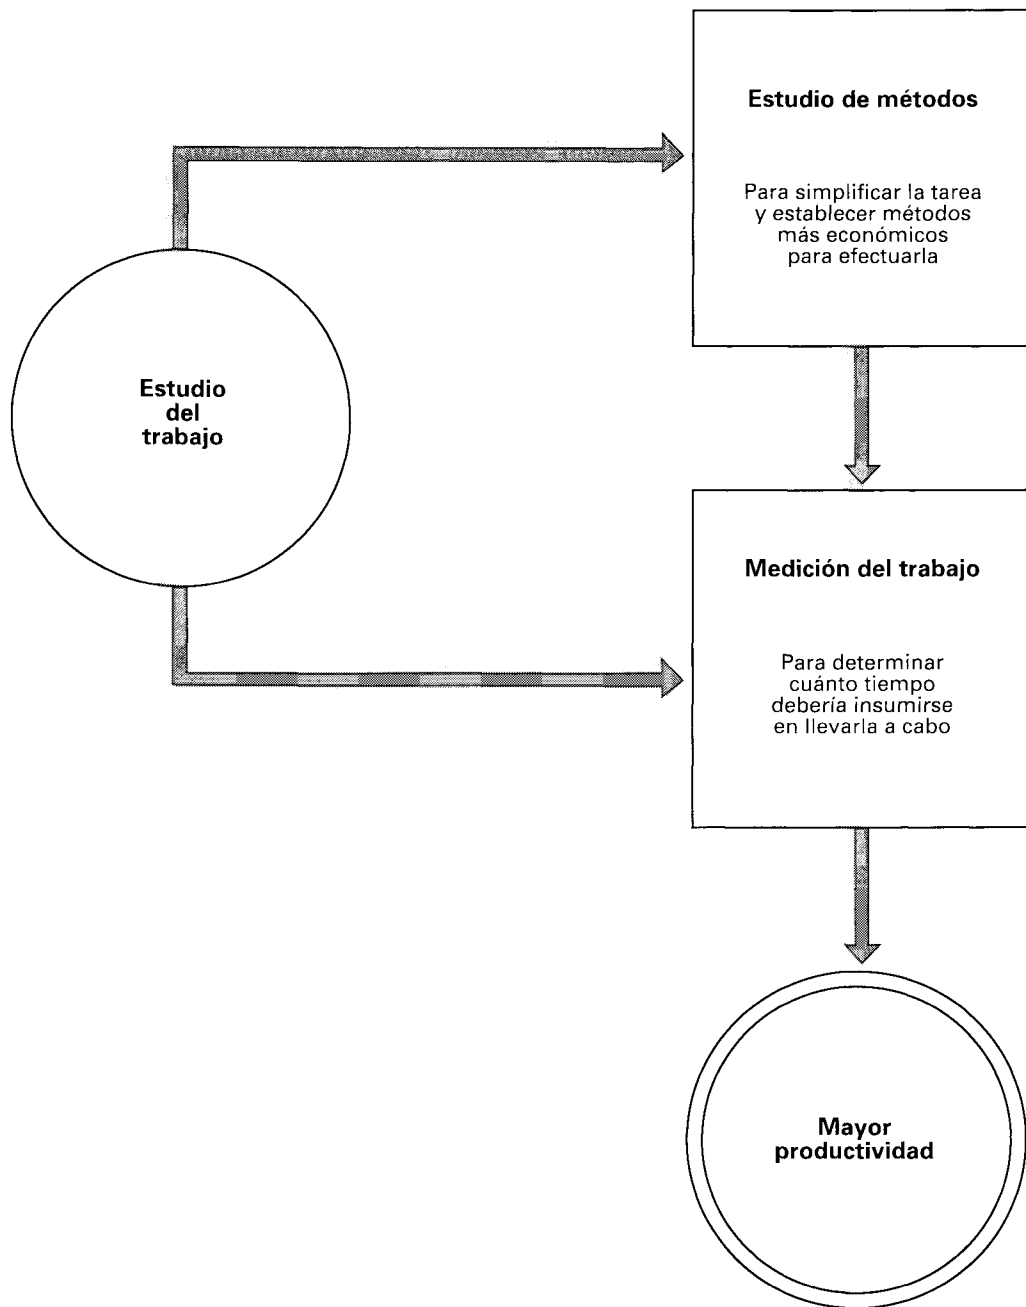 Estudio de métodos
Para simplificar la tarea
y establecer métodos
más económicos
para efectuarla
Estudio
del
trabajo
Medición del trabajo
Para determinar
cuánto tiempo
debería insumirse
en llevarla a cabo
Mayor
productividad